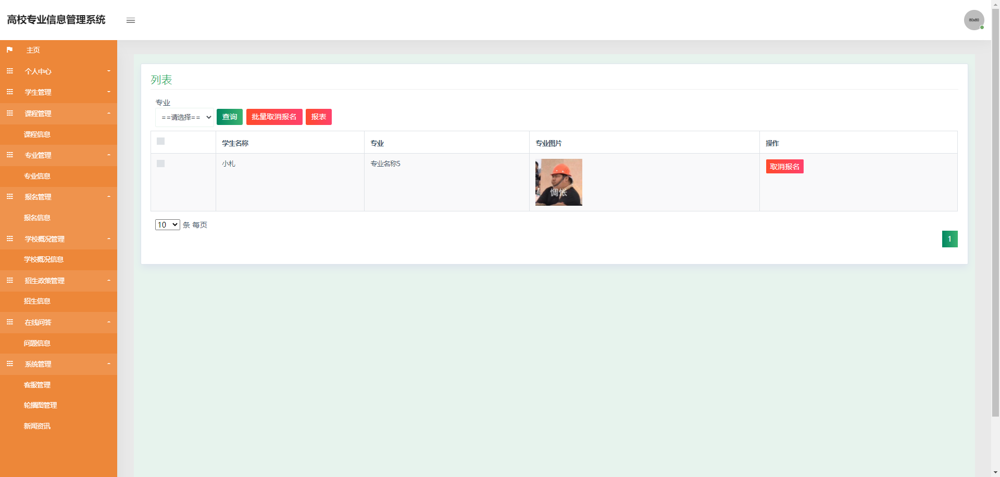 高校专业信息管理系统
主页
个人中心
学生管理
课程管理
课程信息
专业管理
专业信息
报名管理
报名信息
学校概况管理
学校概况信息
招生政策管理
招生信息
在线问答
问题信息
系统管理
客服管理
轮播图管理
新闻资讯
列表
专业
==请选择== 查询 批量取消报名 报表
学生名称 专业 专业图片 操作
小札 专业名称5 取消报名
惆怅
10 条 每页
1